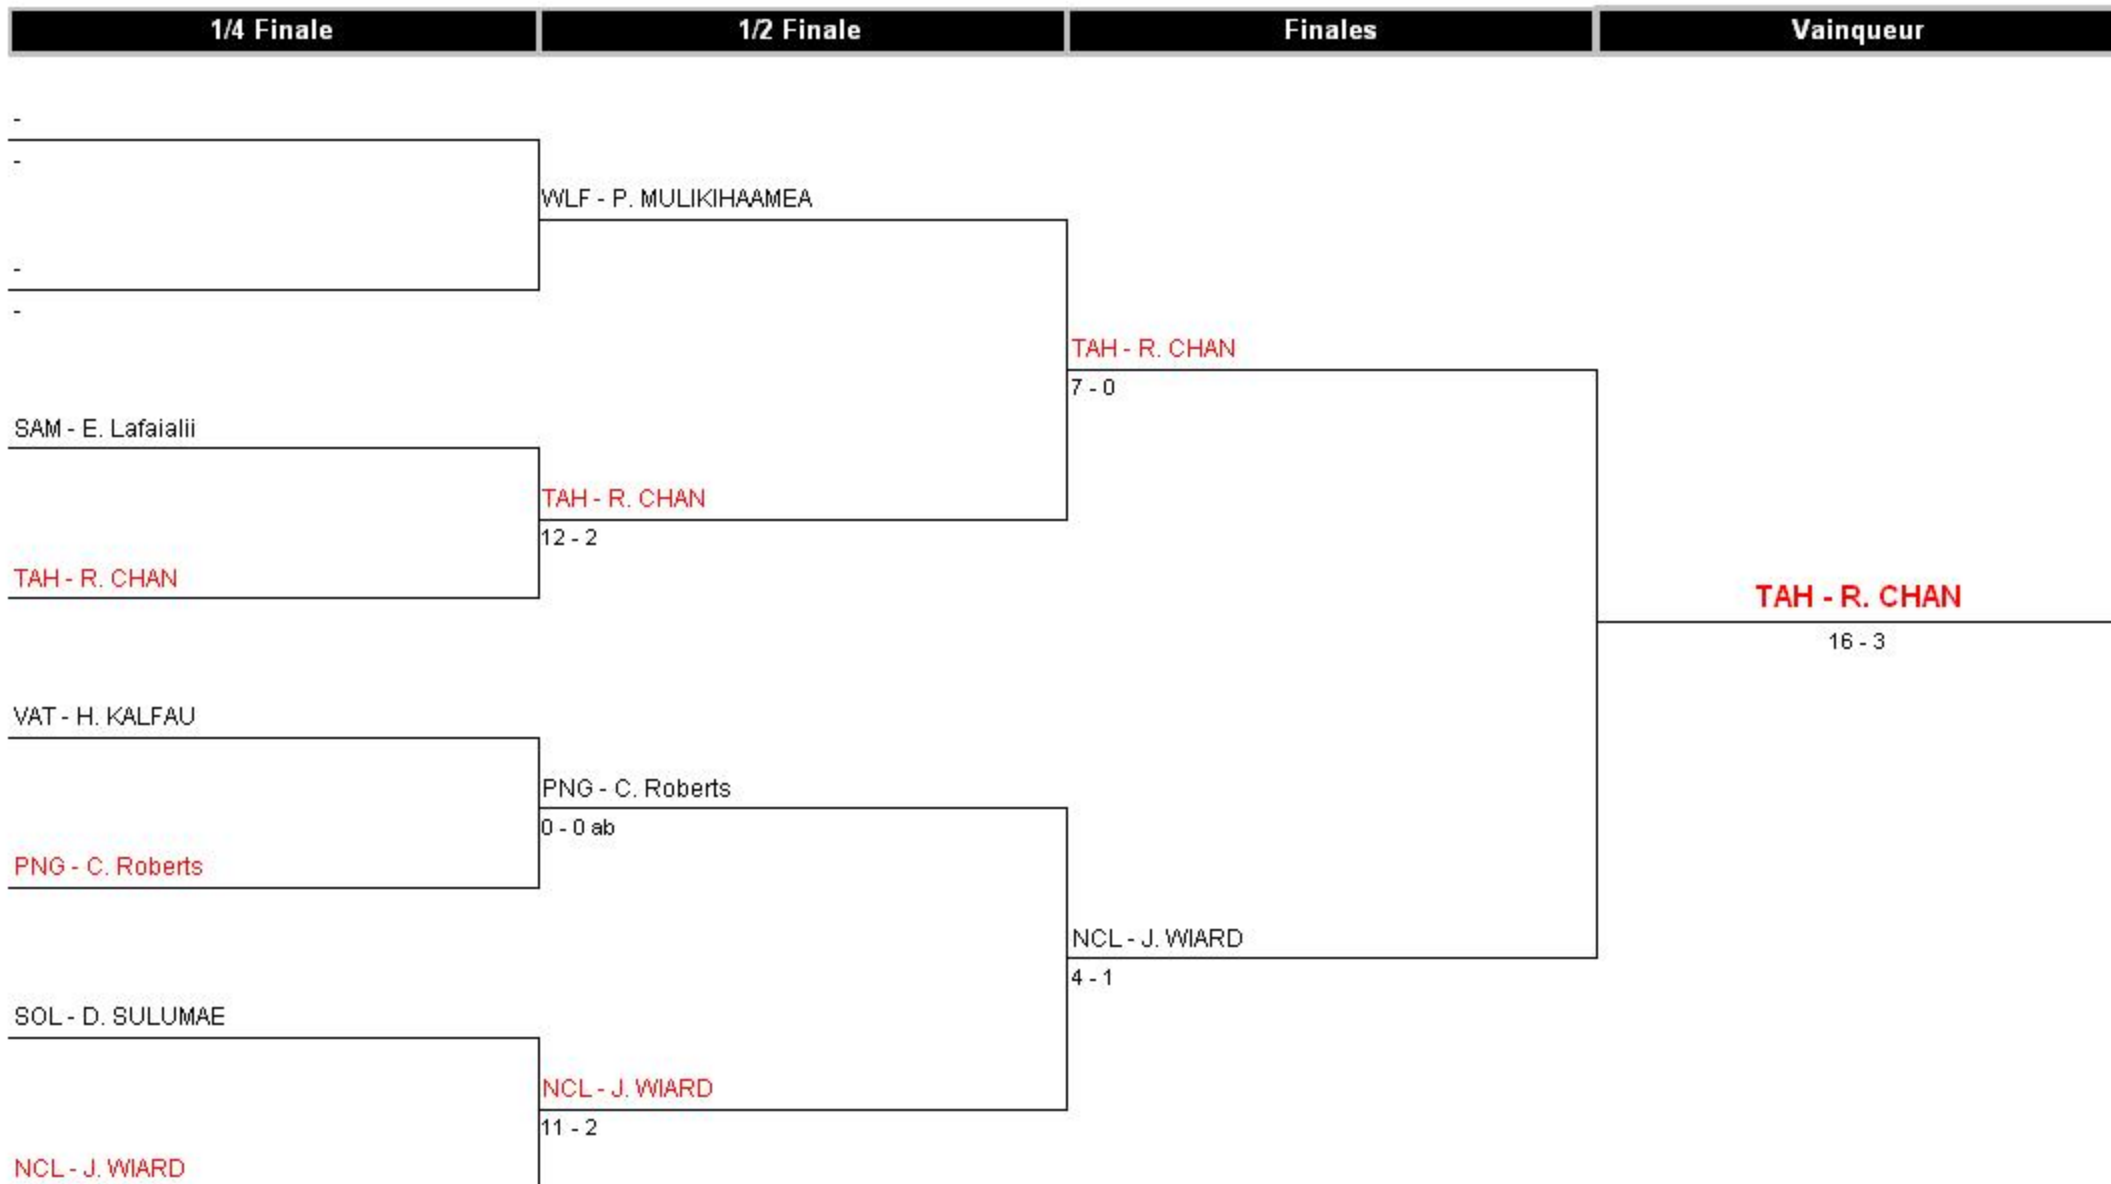 1/4 Finale
1/2 Finale
Finales
Vainqueur
-
-
WLF - P. MULIKIHAAMEA
-
-
TAH - R. CHAN
7 - 0
SAM - E. Lafaialii
TAH - R. CHAN
12 - 2
TAH - R. CHAN
TAH - R. CHAN
16 - 3
VAT - H. KALFAU
PNG - C. Roberts
0 - 0 ab
PNG - C. Roberts
NCL - J. WIARD
4 - 1
SOL - D. SULUMAE
NCL - J. WIARD
11 - 2
NCL - J. WIARD